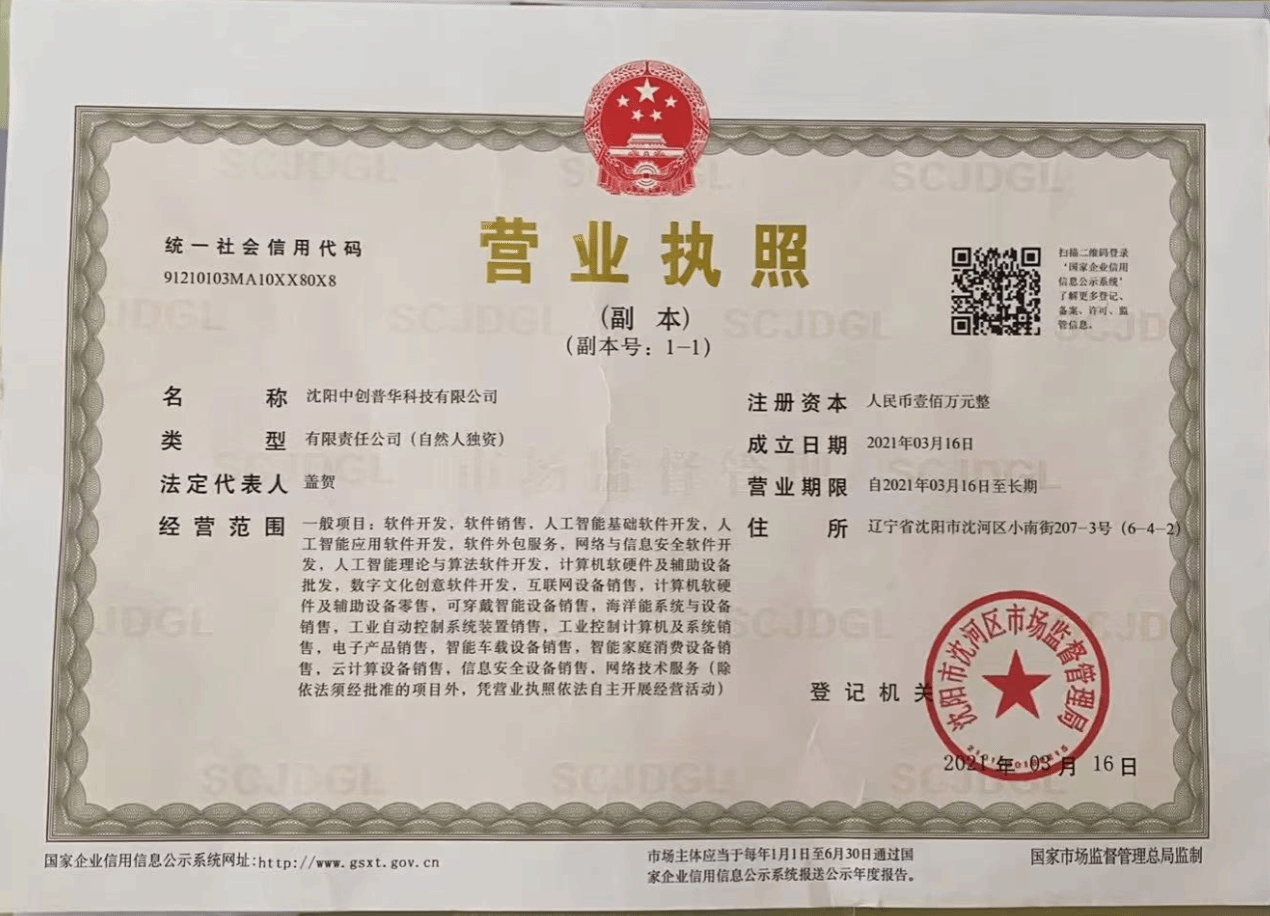 营业执照
(副 本)
(副本号：1-1)
统一社会信用代码
91210103MA10XX80X8
扫描二维码登录
‘国家企业信用
信息公示系统’
了解更多登记、
备案、许可、监
管信息。
名 称 沈阳中创普华科技有限公司
类 型 有限责任公司（自然人独资）
法定代表人 盖贺
经营范围 一般项目：软件开发，软件销售，人工智能基础软件开发，人
工智能应用软件开发，软件外包服务，网络与信息安全软件开
发，人工智能理论与算法软件开发，计算机软硬件及辅助设备
批发，数字文化创意软件开发，互联网设备销售，计算机软硬
件及辅助设备零售，可穿戴智能设备销售，海洋能系统与设备
销售，工业自动控制系统装置销售，工业控制计算机及系统销
售，电子产品销售，智能车载设备销售，智能家庭消费设备销
售，云计算设备销售，信息安全设备销售，网络技术服务（除
依法须经批准的项目外，凭营业执照依法自主开展经营活动）
注册资本 人民币壹佰万元整
成立日期 2021年03月16日
营业期限 自2021年03月16日至长期
住 所 辽宁省沈阳市沈河区小南街207-3号（6-4-2）
登记机关
沈阳市沈河区市场监督管理局
2021年03月16日
国家企业信用信息公示系统网址:http://www.gsxt.gov.cn
市场主体应当于每年1月1日至6月30日通过国
家企业信用信息公示系统报送公示年度报告。
国家市场监督管理总局监制